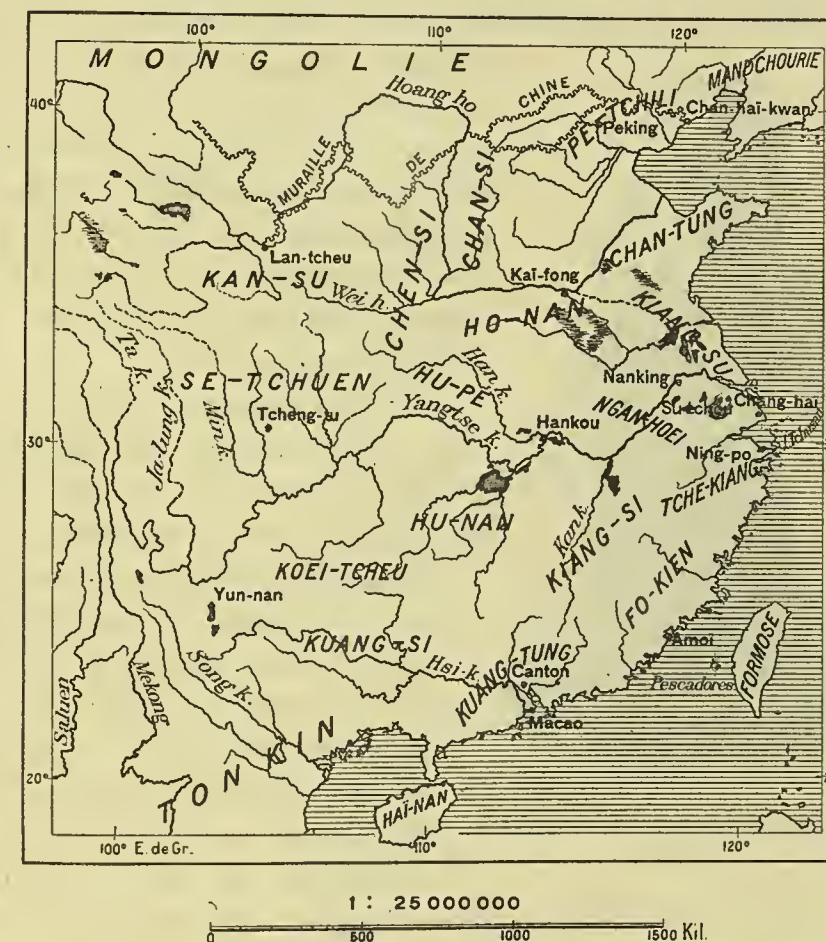 100° 110° 120°
MONGOLIE
MANDCHOURIE
40°
Hoang ho
CHINE
PE-TCHILI
Chan-haï-kwan
Peking
MURAILLE
DE
CHAN-SI
CHEN-SI
CHAN-TUNG
Lan-tcheu
KAN-SU
Wei h.
Kaï-fong
HO-NAN
KIANG-SU
Ta k.
Ja-lung k.
Min k.
SE-TCHUEN
Tcheng-tu
HU-PE
Han k.
Yangtse k.
Nanking
NGAN-HOEI
Su-tcheu
Chang-hai
30°
Hankou
Ning-po
TCHE-KIANG
HU-NAN
Kan k.
KIANG-SI
KOEI-TCHEU
FO-KIEN
Yun-nan
KUANG-SI
Hsi-k.
KUANG-TUNG
Canton
Amoi
Pescadores
FORMOSE
Macao
Song k.
Mekong
Saluen
TONKIN
20°
HAÏ-NAN
100° E. de Gr. 110° 120°
1 : 25 000 000
0 500 1000 1500 Kil.